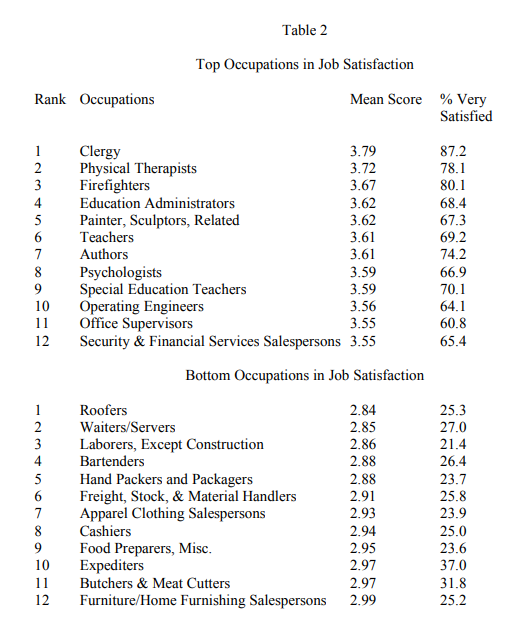 Table 2
Top Occupations in Job Satisfaction
Rank Occupations Mean Score % Very
Satisfied
1 Clergy 3.79 87.2
2 Physical Therapists 3.72 78.1
3 Firefighters 3.67 80.1
4 Education Administrators 3.62 68.4
5 Painter, Sculptors, Related 3.62 67.3
6 Teachers 3.61 69.2
7 Authors 3.61 74.2
8 Psychologists 3.59 66.9
9 Special Education Teachers 3.59 70.1
10 Operating Engineers 3.56 64.1
11 Office Supervisors 3.55 60.8
12 Security & Financial Services Salespersons 3.55 65.4
Bottom Occupations in Job Satisfaction
1 Roofers 2.84 25.3
2 Waiters/Servers 2.85 27.0
3 Laborers, Except Construction 2.86 21.4
4 Bartenders 2.88 26.4
5 Hand Packers and Packagers 2.88 23.7
6 Freight, Stock, & Material Handlers 2.91 25.8
7 Apparel Clothing Salespersons 2.93 23.9
8 Cashiers 2.94 25.0
9 Food Preparers, Misc. 2.95 23.6
10 Expediters 2.97 37.0
11 Butchers & Meat Cutters 2.97 31.8
12 Furniture/Home Furnishing Salespersons 2.99 25.2